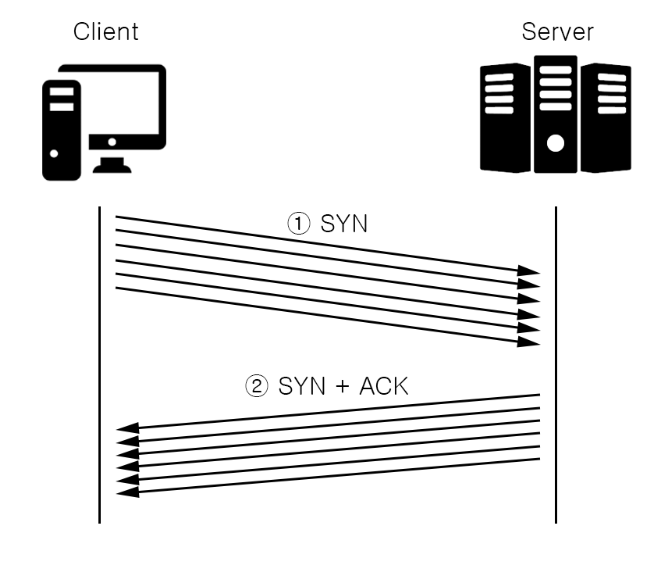 Client
Server
① SYN
② SYN + ACK